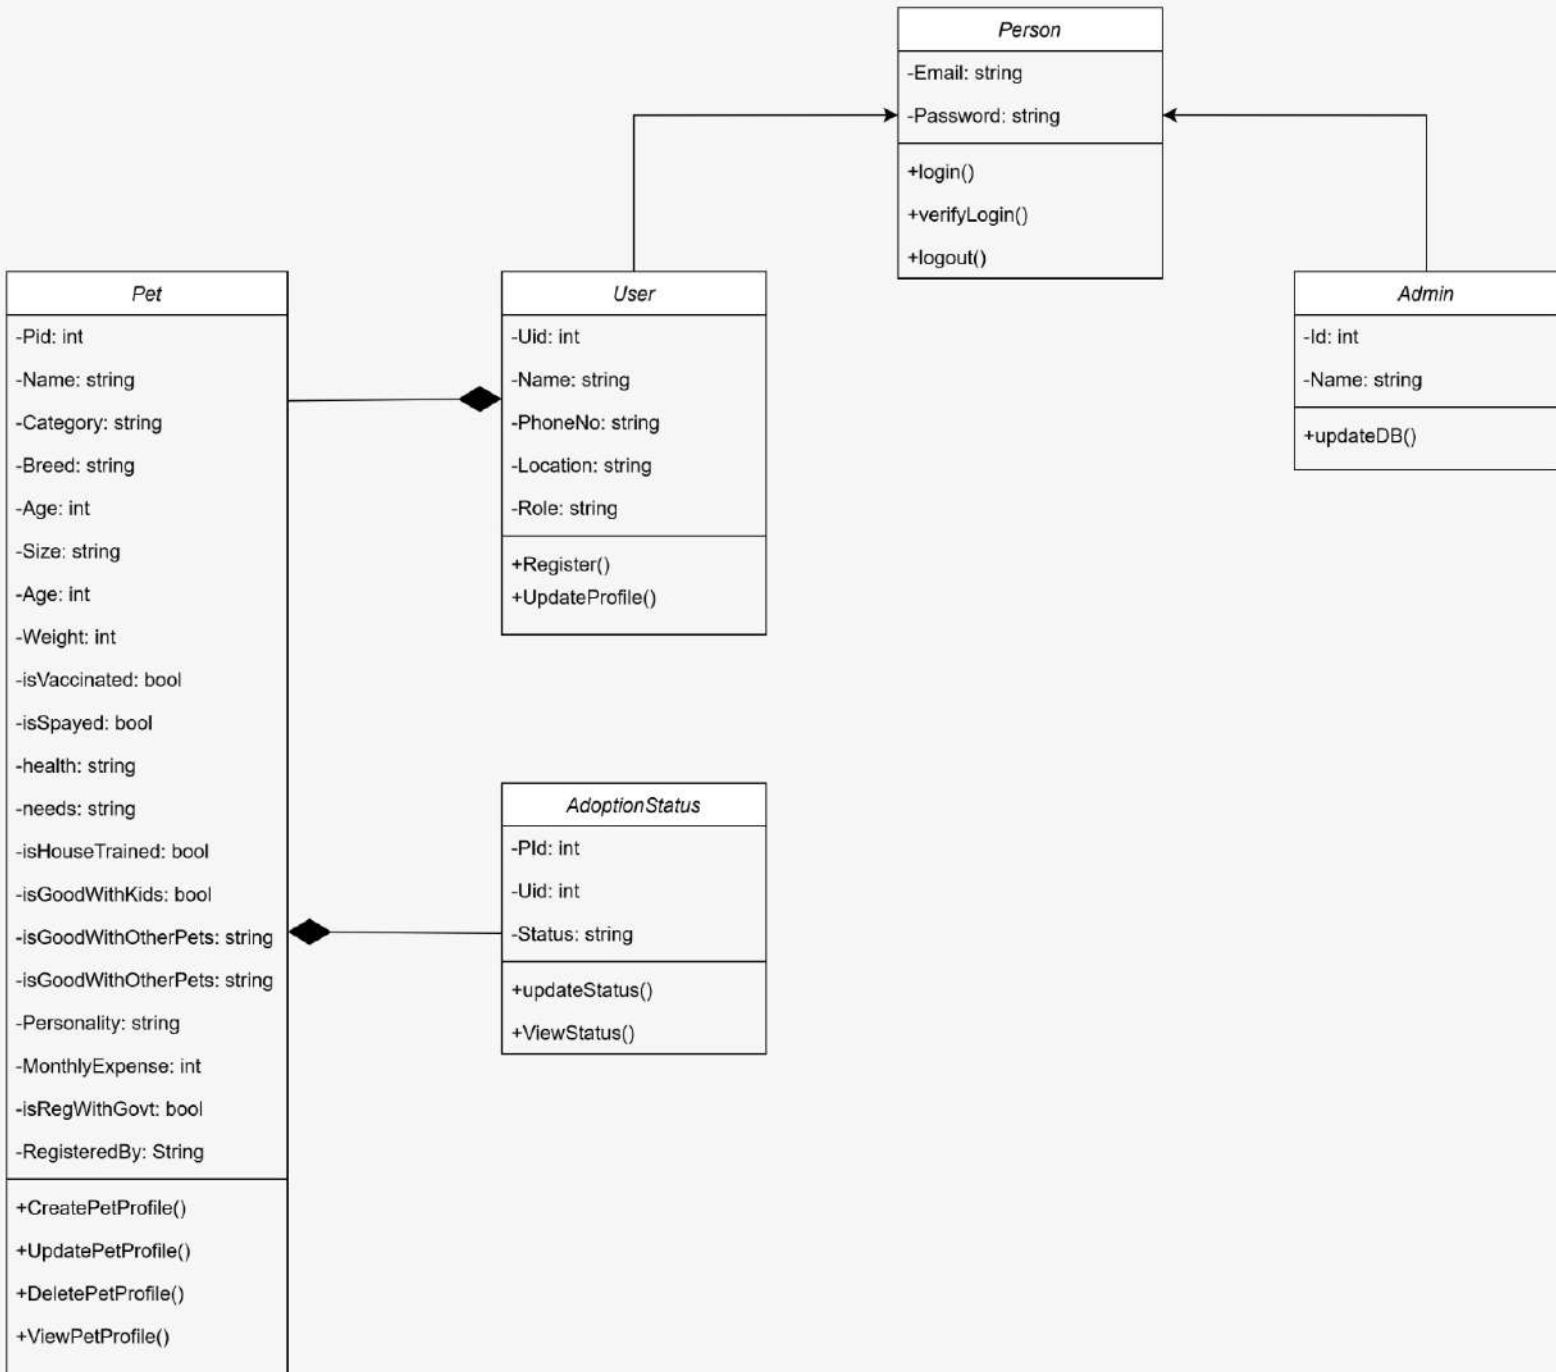 Person
-Email: string
-Password: string
+login()
+verifyLogin()
+logout()
Pet
-Pid: int
-Name: string
-Category: string
-Breed: string
-Age: int
-Size: string
-Age: int
-Weight: int
-isVaccinated: bool
-isSpayed: bool
-health: string
-needs: string
-isHouseTrained: bool
-isGoodWithKids: bool
-isGoodWithOtherPets: string
-isGoodWithOtherPets: string
-Personality: string
-MonthlyExpense: int
-isRegWithGovt: bool
-RegisteredBy: String
+CreatePetProfile()
+UpdatePetProfile()
+DeletePetProfile()
+ViewPetProfile()
User
-Uid: int
-Name: string
-PhoneNo: string
-Location: string
-Role: string
+Register()
+UpdateProfile()
Admin
-Id: int
-Name: string
+updateDB()
AdoptionStatus
-PId: int
-Uid: int
-Status: string
+updateStatus()
+ViewStatus()